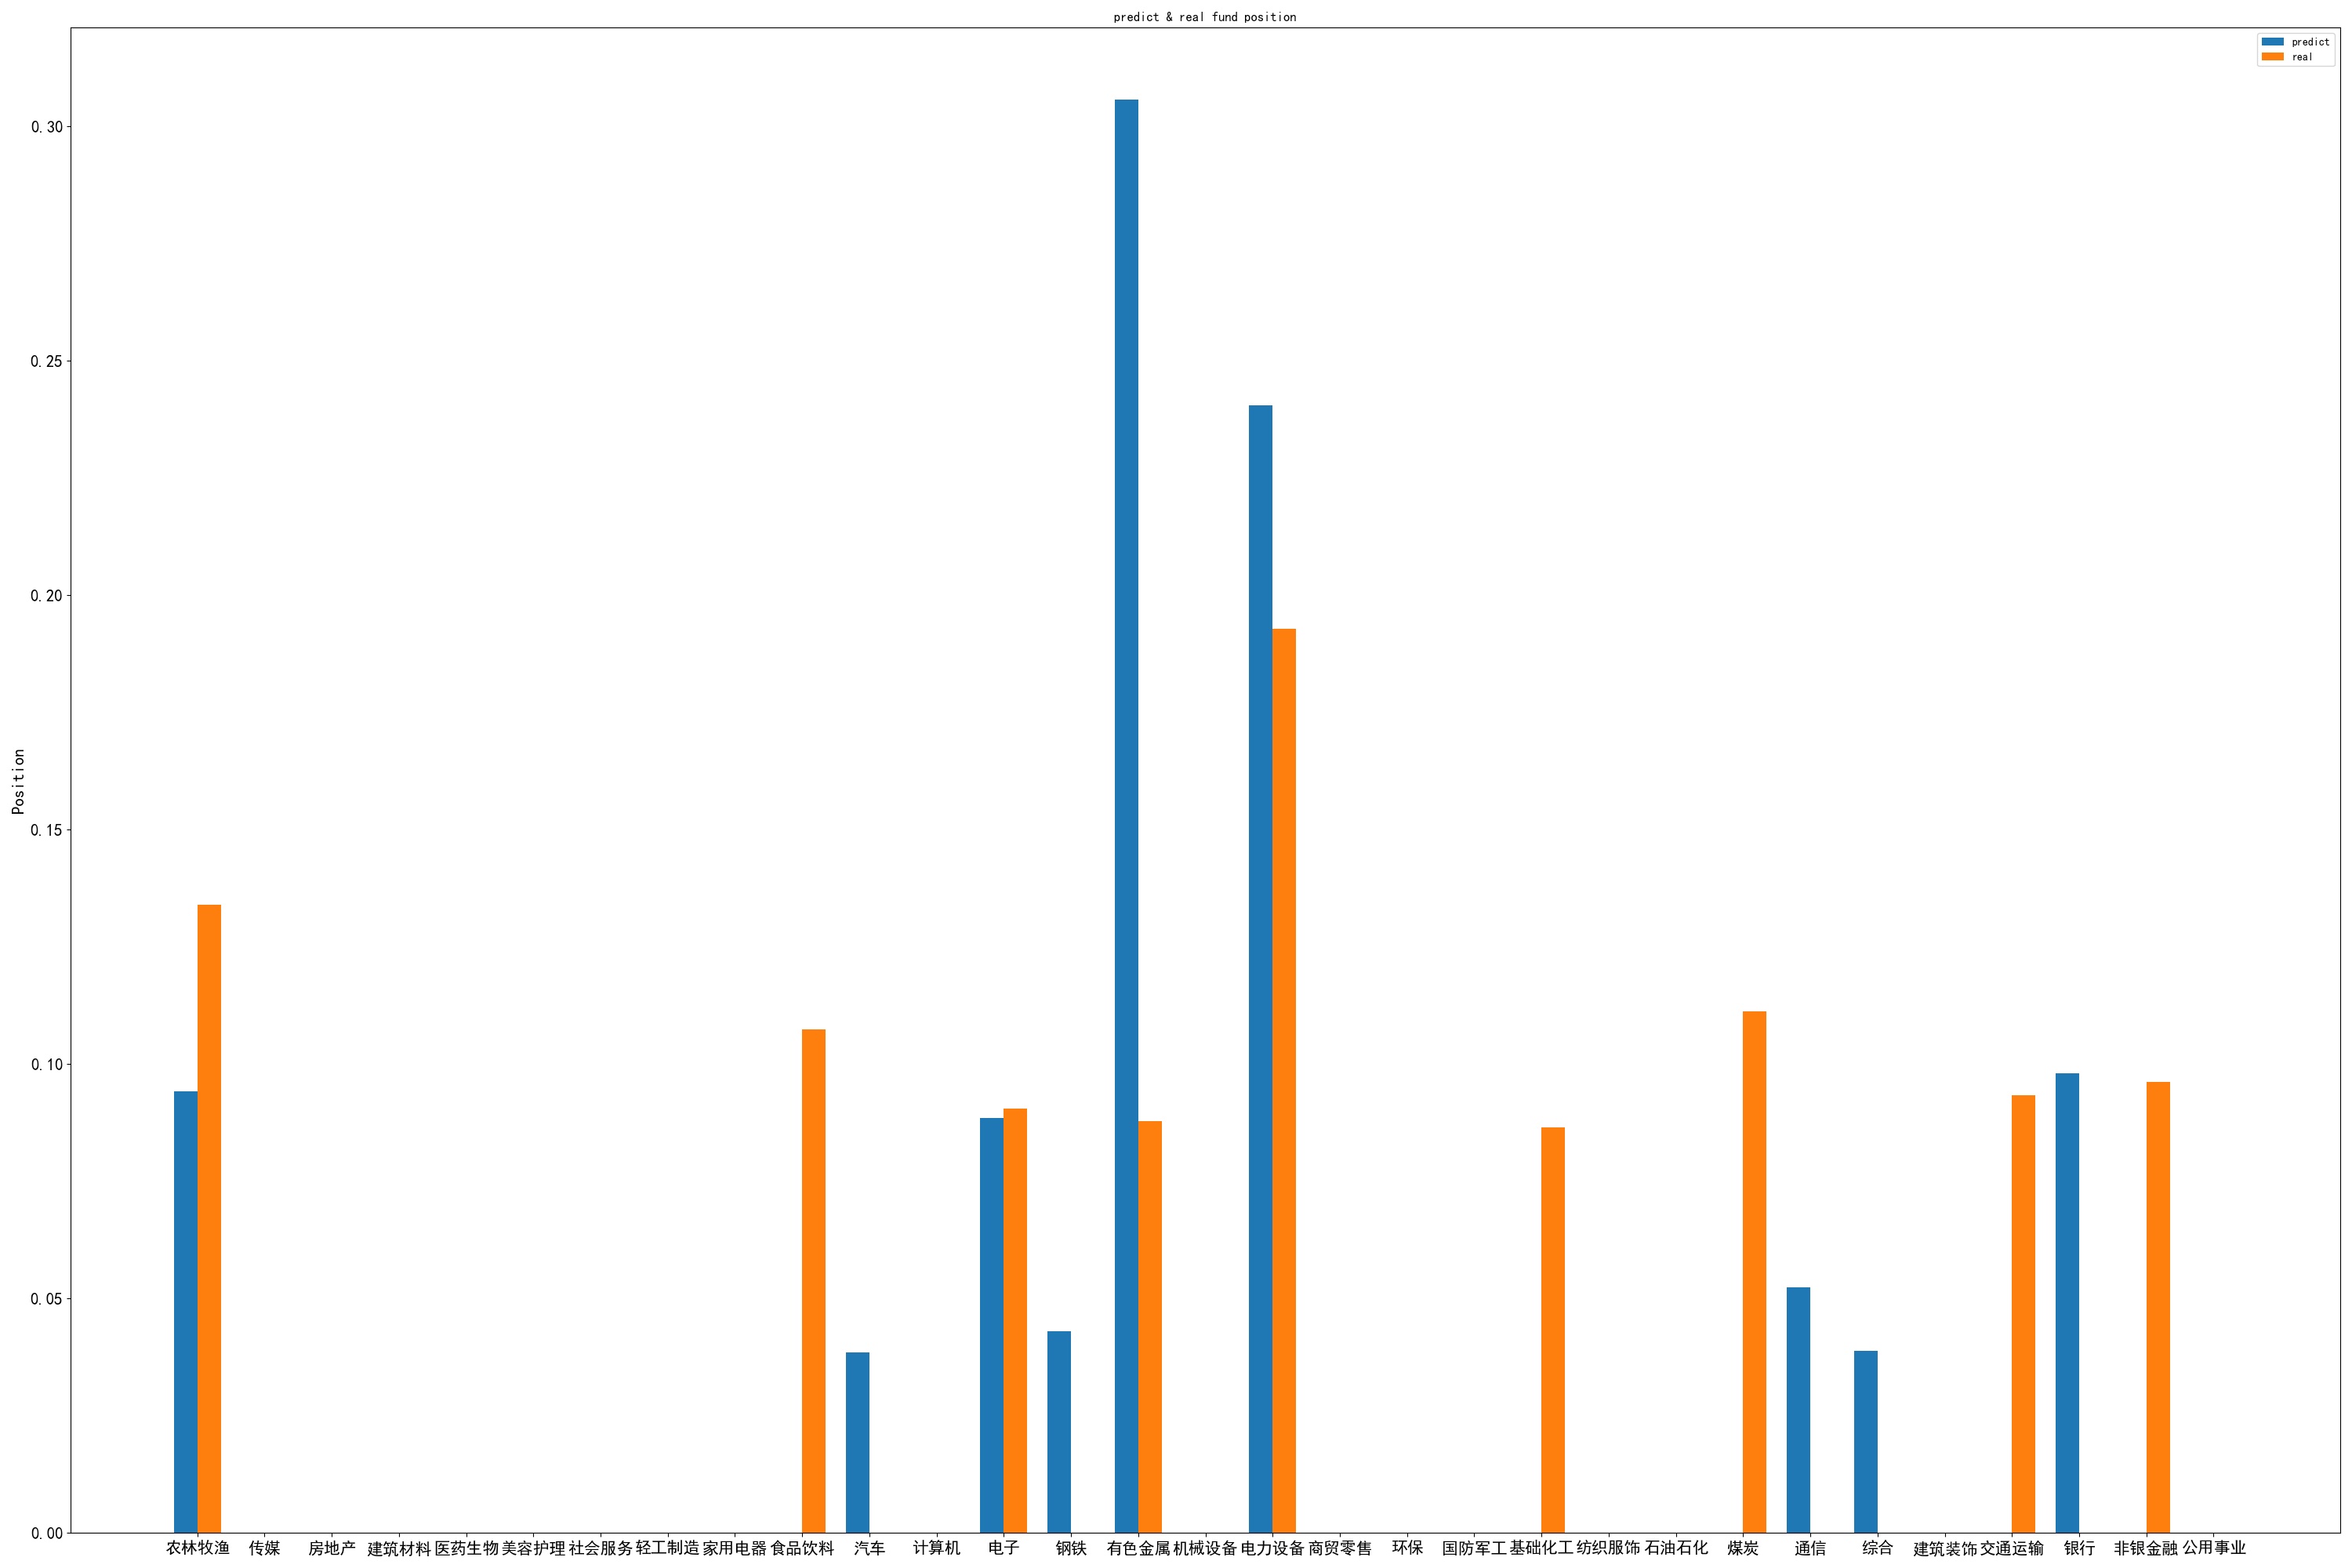 predict & real fund position
predict
real
0.30
0.25
0.20
0.15
0.10
0.05
0.00
Position
农林牧渔 传媒 房地产 建筑材料 医药生物 美容护理 社会服务 轻工制造 家用电器 食品饮料 汽车 计算机 电子 钢铁 有色金属 机械设备 电力设备 商贸零售 环保 国防军工 基础化工 纺织服饰 石油石化 煤炭 通信 综合 建筑装饰 交通运输 银行 非银金融 公用事业